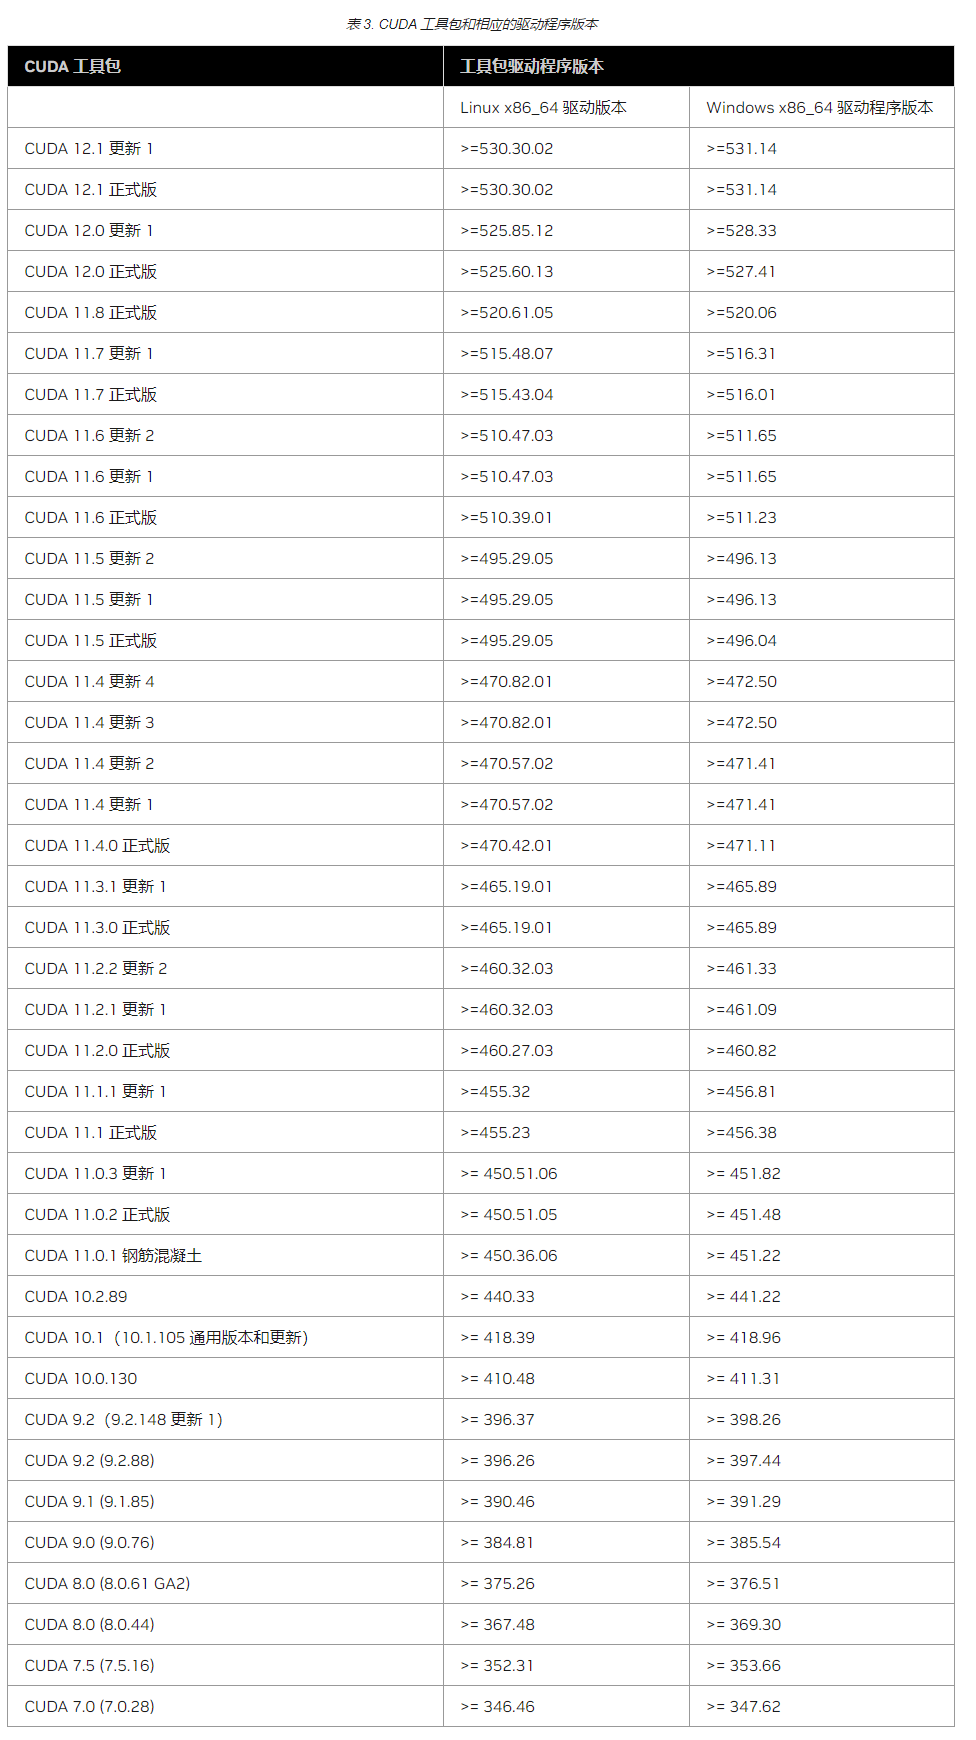 表 3. CUDA 工具包和相应的驱动程序版本
CUDA 工具包 工具包驱动程序版本
Linux x86_64 驱动版本 Windows x86_64 驱动程序版本
CUDA 12.1 更新 1 >=530.30.02 >=531.14
CUDA 12.1 正式版 >=530.30.02 >=531.14
CUDA 12.0 更新 1 >=525.85.12 >=528.33
CUDA 12.0 正式版 >=525.60.13 >=527.41
CUDA 11.8 正式版 >=520.61.05 >=520.06
CUDA 11.7 更新 1 >=515.48.07 >=516.31
CUDA 11.7 正式版 >=515.43.04 >=516.01
CUDA 11.6 更新 2 >=510.47.03 >=511.65
CUDA 11.6 更新 1 >=510.47.03 >=511.65
CUDA 11.6 正式版 >=510.39.01 >=511.23
CUDA 11.5 更新 2 >=495.29.05 >=496.13
CUDA 11.5 更新 1 >=495.29.05 >=496.13
CUDA 11.5 正式版 >=495.29.05 >=496.04
CUDA 11.4 更新 4 >=470.82.01 >=472.50
CUDA 11.4 更新 3 >=470.82.01 >=472.50
CUDA 11.4 更新 2 >=470.57.02 >=471.41
CUDA 11.4 更新 1 >=470.57.02 >=471.41
CUDA 11.4.0 正式版 >=470.42.01 >=471.11
CUDA 11.3.1 更新 1 >=465.19.01 >=465.89
CUDA 11.3.0 正式版 >=465.19.01 >=465.89
CUDA 11.2.2 更新 2 >=460.32.03 >=461.33
CUDA 11.2.1 更新 1 >=460.32.03 >=461.09
CUDA 11.2.0 正式版 >=460.27.03 >=460.82
CUDA 11.1.1 更新 1 >=455.32 >=456.81
CUDA 11.1 正式版 >=455.23 >=456.38
CUDA 11.0.3 更新 1 >= 450.51.06 >= 451.82
CUDA 11.0.2 正式版 >= 450.51.05 >= 451.48
CUDA 11.0.1 钢筋混凝土 >= 450.36.06 >= 451.22
CUDA 10.2.89 >= 440.33 >= 441.22
CUDA 10.1（10.1.105 通用版本和更新） >= 418.39 >= 418.96
CUDA 10.0.130 >= 410.48 >= 411.31
CUDA 9.2（9.2.148 更新 1） >= 396.37 >= 398.26
CUDA 9.2 (9.2.88) >= 396.26 >= 397.44
CUDA 9.1 (9.1.85) >= 390.46 >= 391.29
CUDA 9.0 (9.0.76) >= 384.81 >= 385.54
CUDA 8.0 (8.0.61 GA2) >= 375.26 >= 376.51
CUDA 8.0 (8.0.44) >= 367.48 >= 369.30
CUDA 7.5 (7.5.16) >= 352.31 >= 353.66
CUDA 7.0 (7.0.28) >= 346.46 >= 347.62